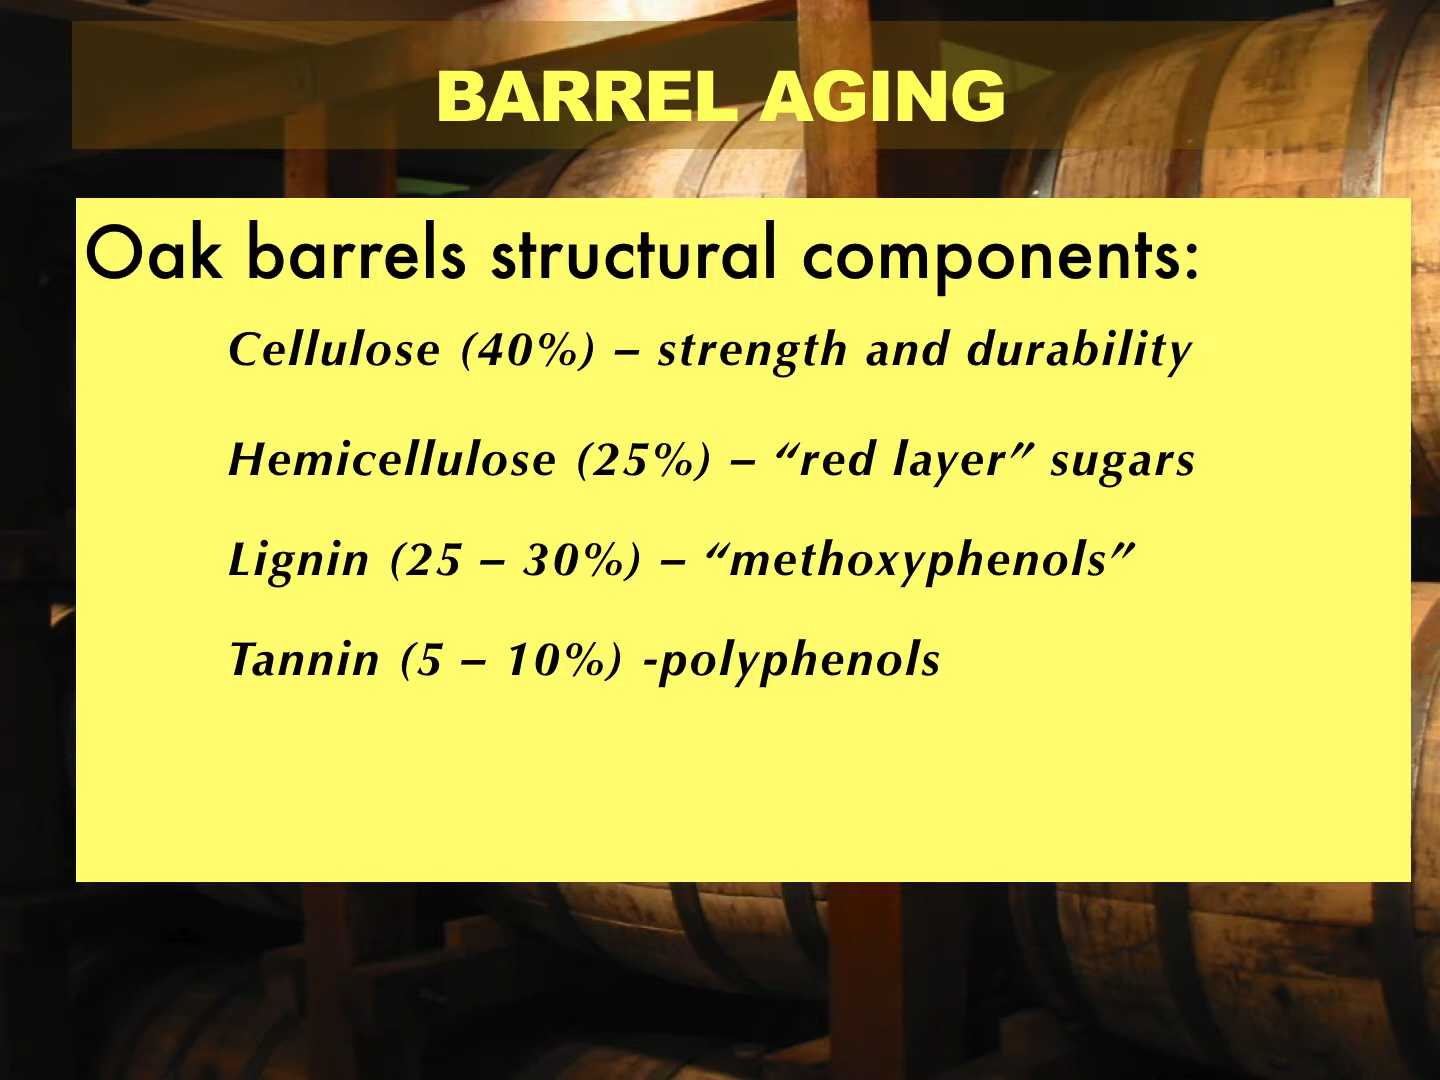 BARREL AGING
Oak barrels structural components:
Cellulose (40%) – strength and durability
Hemicellulose (25%) – “red layer” sugars
Lignin (25 – 30%) – “methoxyphenols”
Tannin (5 – 10%) -polyphenols